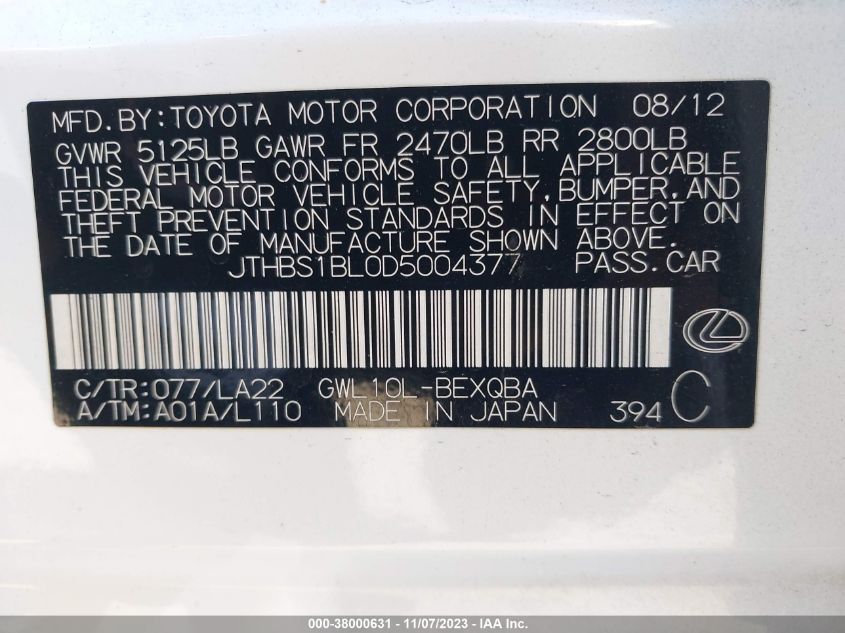 MFD.BY:TOYOTA MOTOR CORPORATION 08/12
GVWR 5125LB GAWR FR 2470LB RR 2800LB
THIS VEHICLE CONFORMS TO ALL APPLICABLE
FEDERAL MOTOR VEHICLE SAFETY,BUMPER,AND
THEFT PREVENTION STANDARDS IN EFFECT ON
THE DATE OF MANUFACTURE SHOWN ABOVE.
JTHBS1BL0D5004377 PASS.CAR
C/TR:077/LA22 GWL10L-BEXQBA
A/TM:A01A/L110 MADE IN JAPAN 394 C
000-38000631 - 11/07/2023 - IAA Inc.